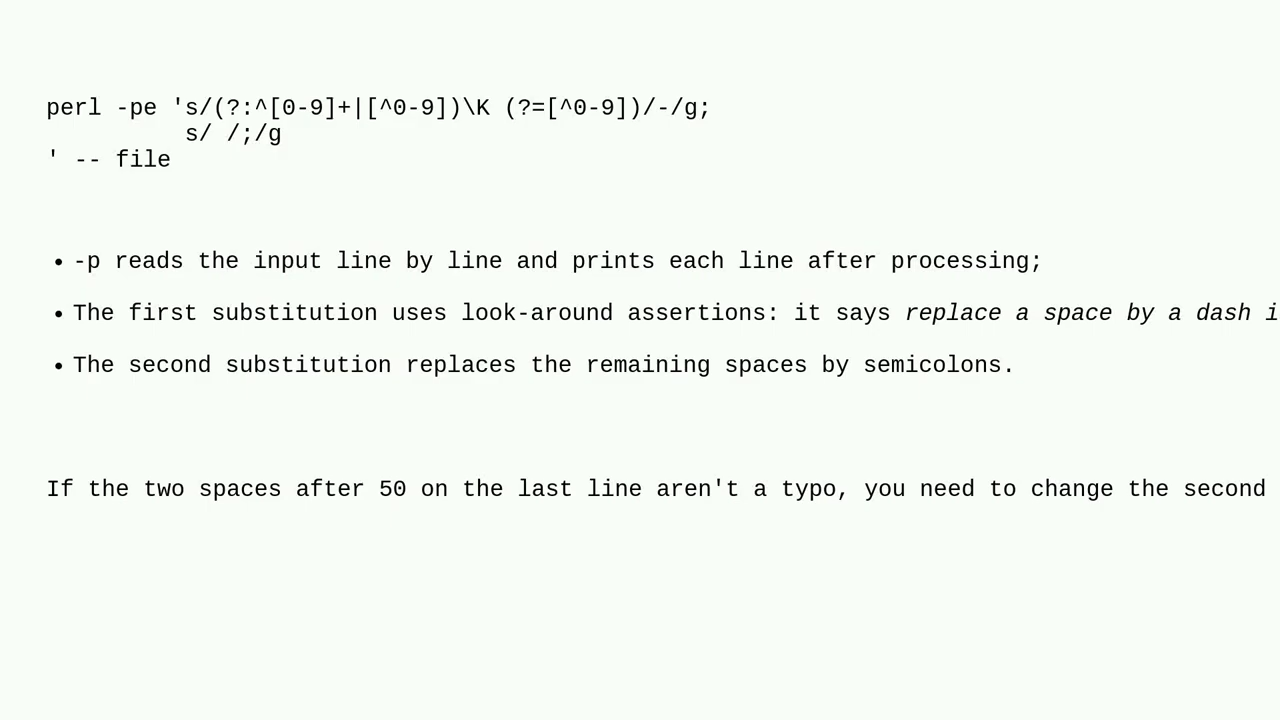 perl -pe 's/(?:^[0-9]+|[^0-9])\K (?=[^0-9])/-/g;
          s/ /;/g
' -- file
• -p reads the input line by line and prints each line after processing;
• The first substitution uses look-around assertions: it says replace a space by a dash
• The second substitution replaces the remaining spaces by semicolons.
If the two spaces after 50 on the last line aren't a typo, you need to change the second